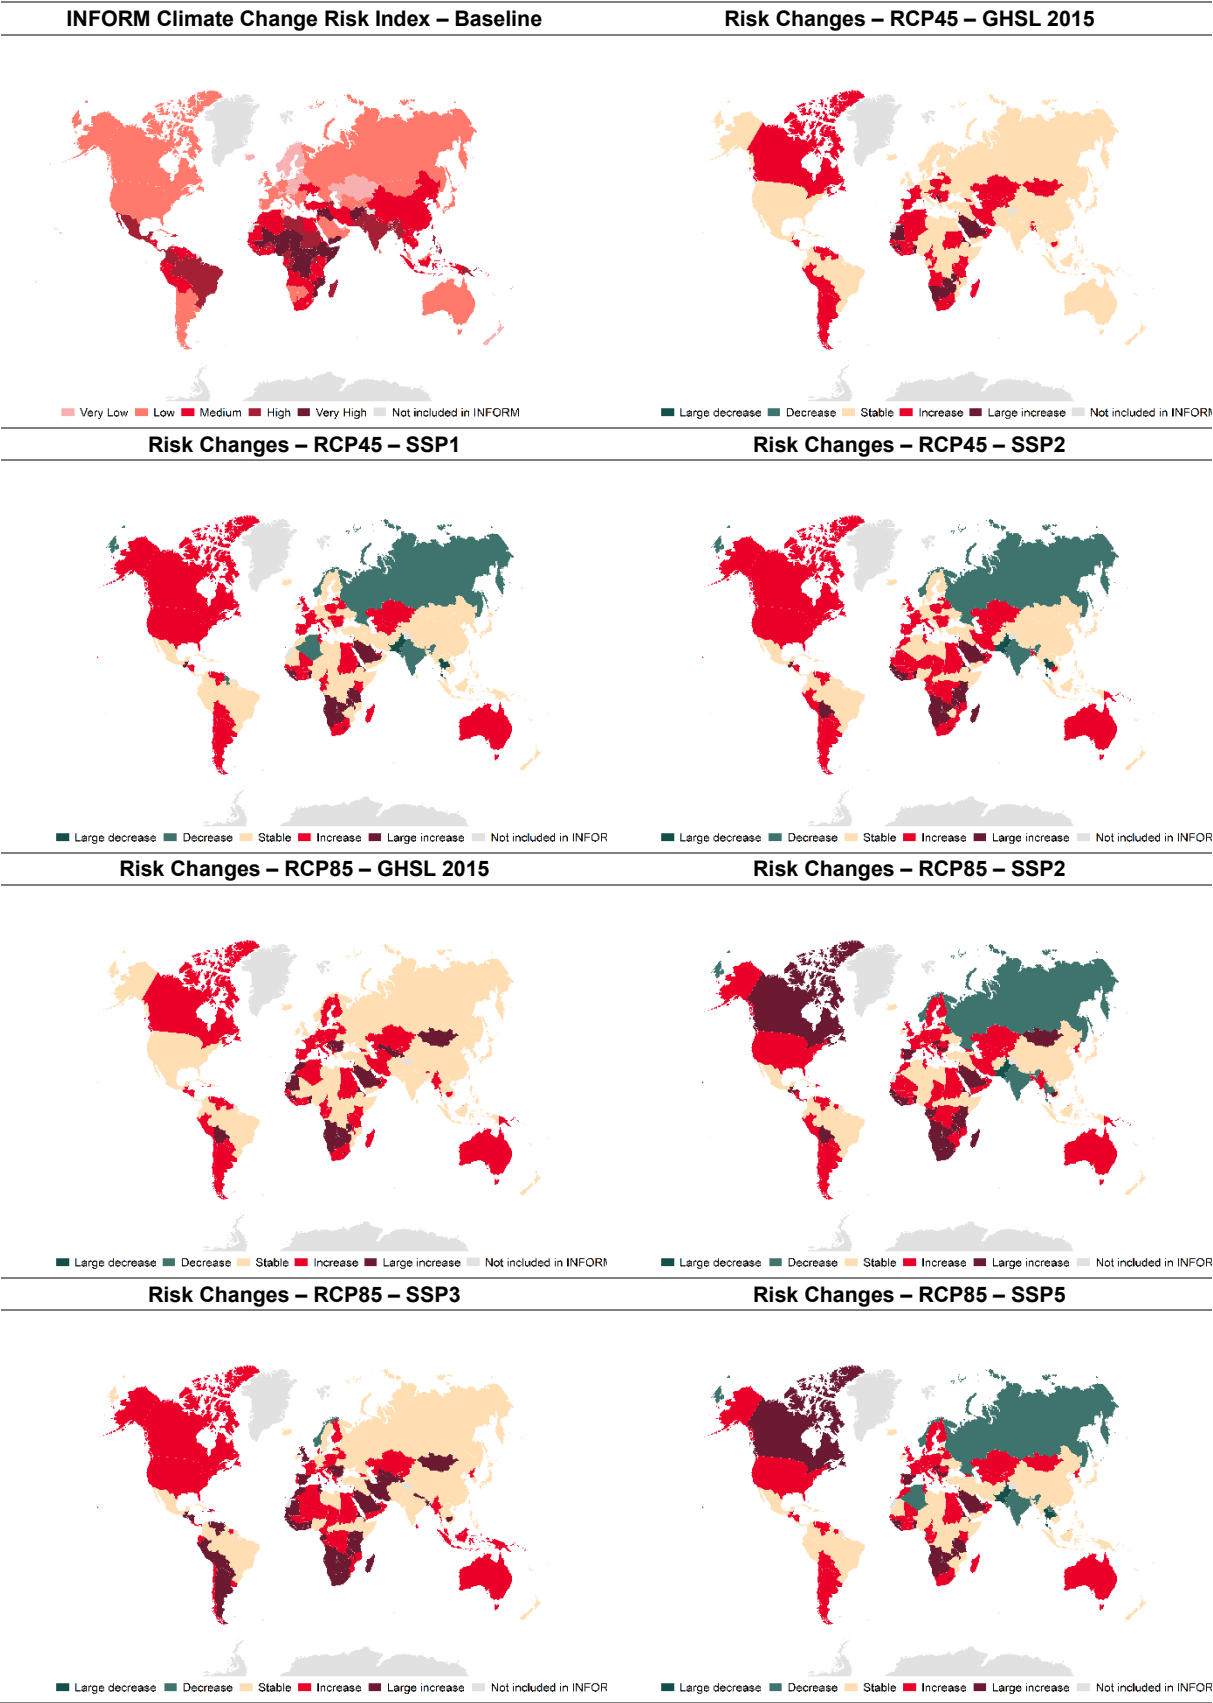 INFORM Climate Change Risk Index – Baseline
Risk Changes – RCP45 – GHSL 2015
Very Low Low Medium High Very High Not included in INFORM
Large decrease Decrease Stable Increase Large increase Not included in INFORM
Risk Changes – RCP45 – SSP1
Risk Changes – RCP45 – SSP2
Large decrease Decrease Stable Increase Large increase Not included in INFOR
Large decrease Decrease Stable Increase Large increase Not included in INFOR
Risk Changes – RCP85 – GHSL 2015
Risk Changes – RCP85 – SSP2
Large decrease Decrease Stable Increase Large increase Not included in INFORM
Large decrease Decrease Stable Increase Large increase Not included in INFOR
Risk Changes – RCP85 – SSP3
Risk Changes – RCP85 – SSP5
Large decrease Decrease Stable Increase Large increase Not included in INFOR
Large decrease Decrease Stable Increase Large increase Not included in INFOR